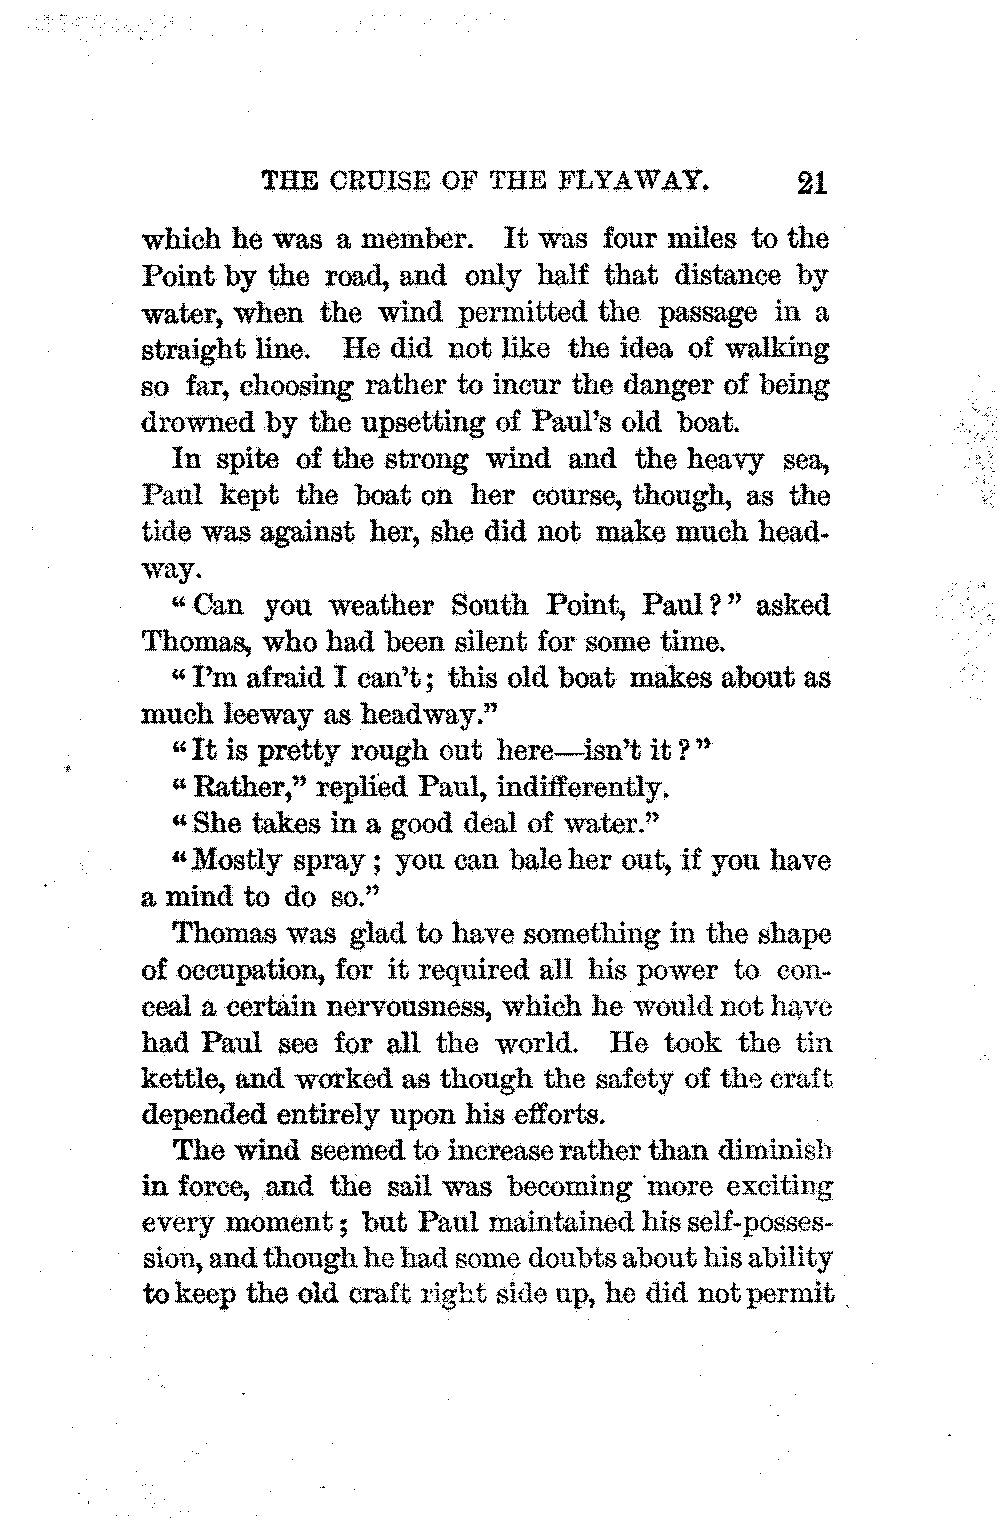 THE CRUISE OF THE FLYAWAY. 21
which he was a member. It was four miles to the
Point by the road, and only half that distance by
water, when the wind permitted the passage in a
straight line. He did not like the idea of walking
so far, choosing rather to incur the danger of being
drowned by the upsetting of Paul's old boat.
In spite of the strong wind and the heavy sea,
Paul kept the boat on her course, though, as the
tide was against her, she did not make much head-
way.
"Can you weather South Point, Paul?" asked
Thomas, who had been silent for some time.
"I'm afraid I can't; this old boat makes about as
much leeway as headway."
"It is pretty rough out here—isn't it?"
"Rather," replied Paul, indifferently.
"She takes in a good deal of water."
"Mostly spray; you can bale her out, if you have
a mind to do so."
Thomas was glad to have something in the shape
of occupation, for it required all his power to con-
ceal a certain nervousness, which he would not have
had Paul see for all the world. He took the tin
kettle, and worked as though the safety of the craft
depended entirely upon his efforts.
The wind seemed to increase rather than diminish
in force, and the sail was becoming more exciting
every moment; but Paul maintained his self-posses-
sion, and though he had some doubts about his ability
to keep the old craft right side up, he did not permit